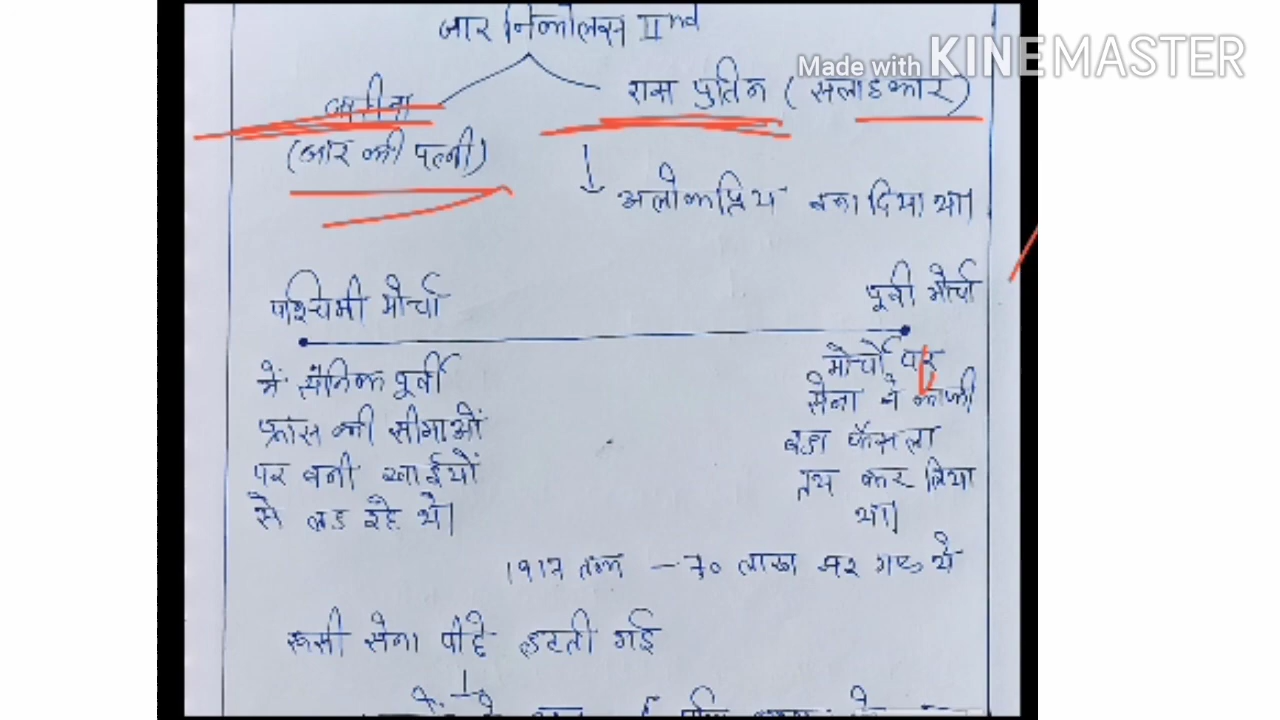 जार निकोलस IInd
Made with KINEMASTER
जारीना
रास पुतिन ( सलाहकार )
(जार की पत्नी)
अलोकप्रिय बना दिया था।
पश्चिमी मोर्चा
पूर्वी मोर्चा
में सैनिक पूर्वी
फ्रांस की सीमाओं
पर बनी खाईयों
से लड रहे थे।
मोर्चो पर
सेना ने काफी
बडा फैसला
तय कर लिया
था।
1917 तक — 70 लाख मर गए थे
रूसी सेना पीछे हटती गई